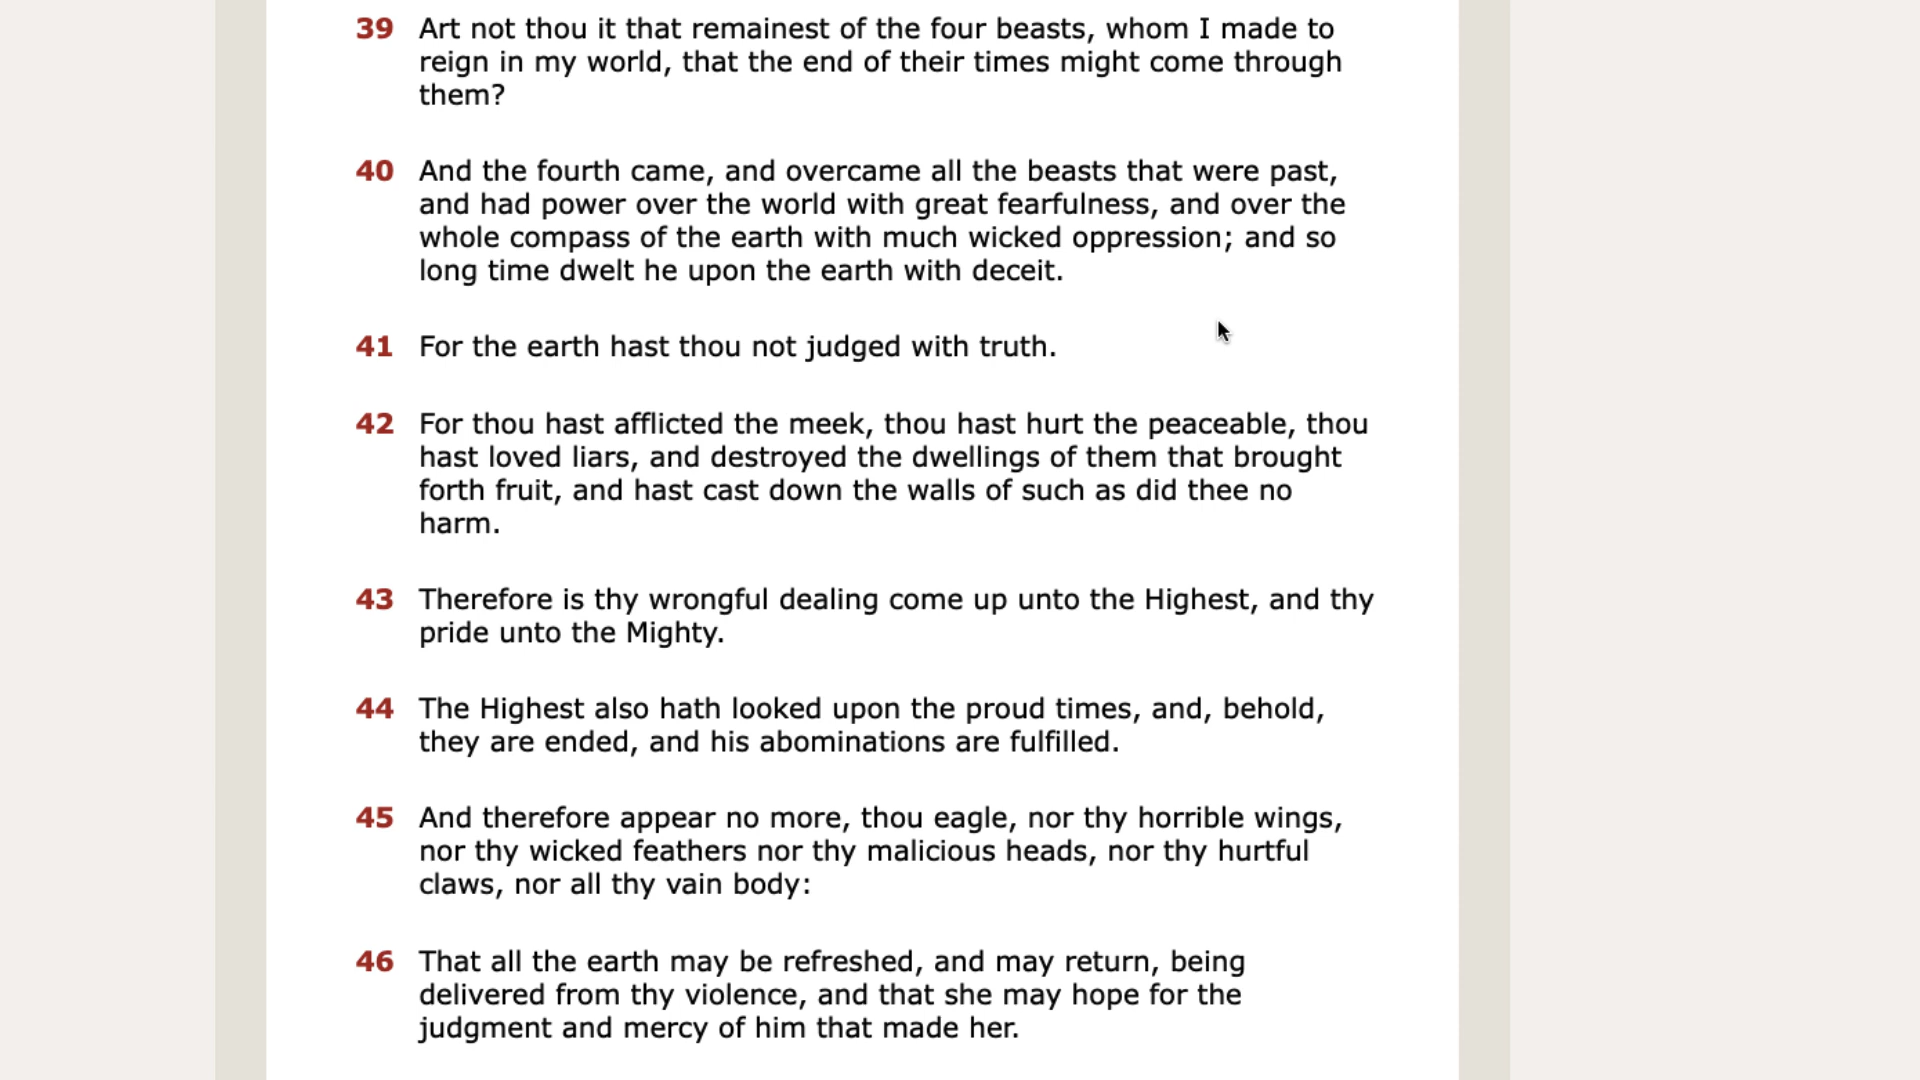 39 Art not thou it that remainest of the four beasts, whom I made to
reign in my world, that the end of their times might come through
them?
40 And the fourth came, and overcame all the beasts that were past,
and had power over the world with great fearfulness, and over the
whole compass of the earth with much wicked oppression; and so
long time dwelt he upon the earth with deceit.
41 For the earth hast thou not judged with truth.
42 For thou hast afflicted the meek, thou hast hurt the peaceable, thou
hast loved liars, and destroyed the dwellings of them that brought
forth fruit, and hast cast down the walls of such as did thee no
harm.
43 Therefore is thy wrongful dealing come up unto the Highest, and thy
pride unto the Mighty.
44 The Highest also hath looked upon the proud times, and, behold,
they are ended, and his abominations are fulfilled.
45 And therefore appear no more, thou eagle, nor thy horrible wings,
nor thy wicked feathers nor thy malicious heads, nor thy hurtful
claws, nor all thy vain body:
46 That all the earth may be refreshed, and may return, being
delivered from thy violence, and that she may hope for the
judgment and mercy of him that made her.